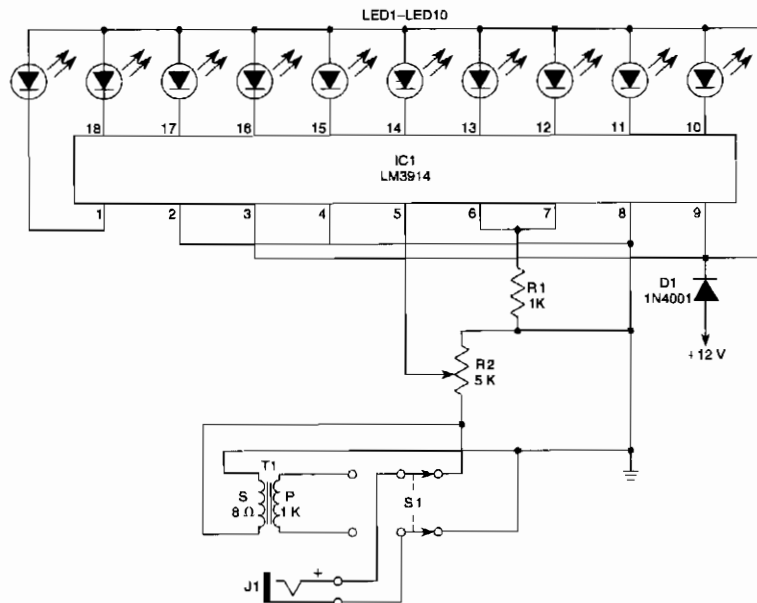 LED1–LED10
18 17 16 15 14 13 12 11 10
IC1
LM3914
1 2 3 4 5 6 7 8 9
R1
1K
D1
1N4001
+12 V
R2
5 K
T1
S P
8 Ω 1 K
S1
J1 +